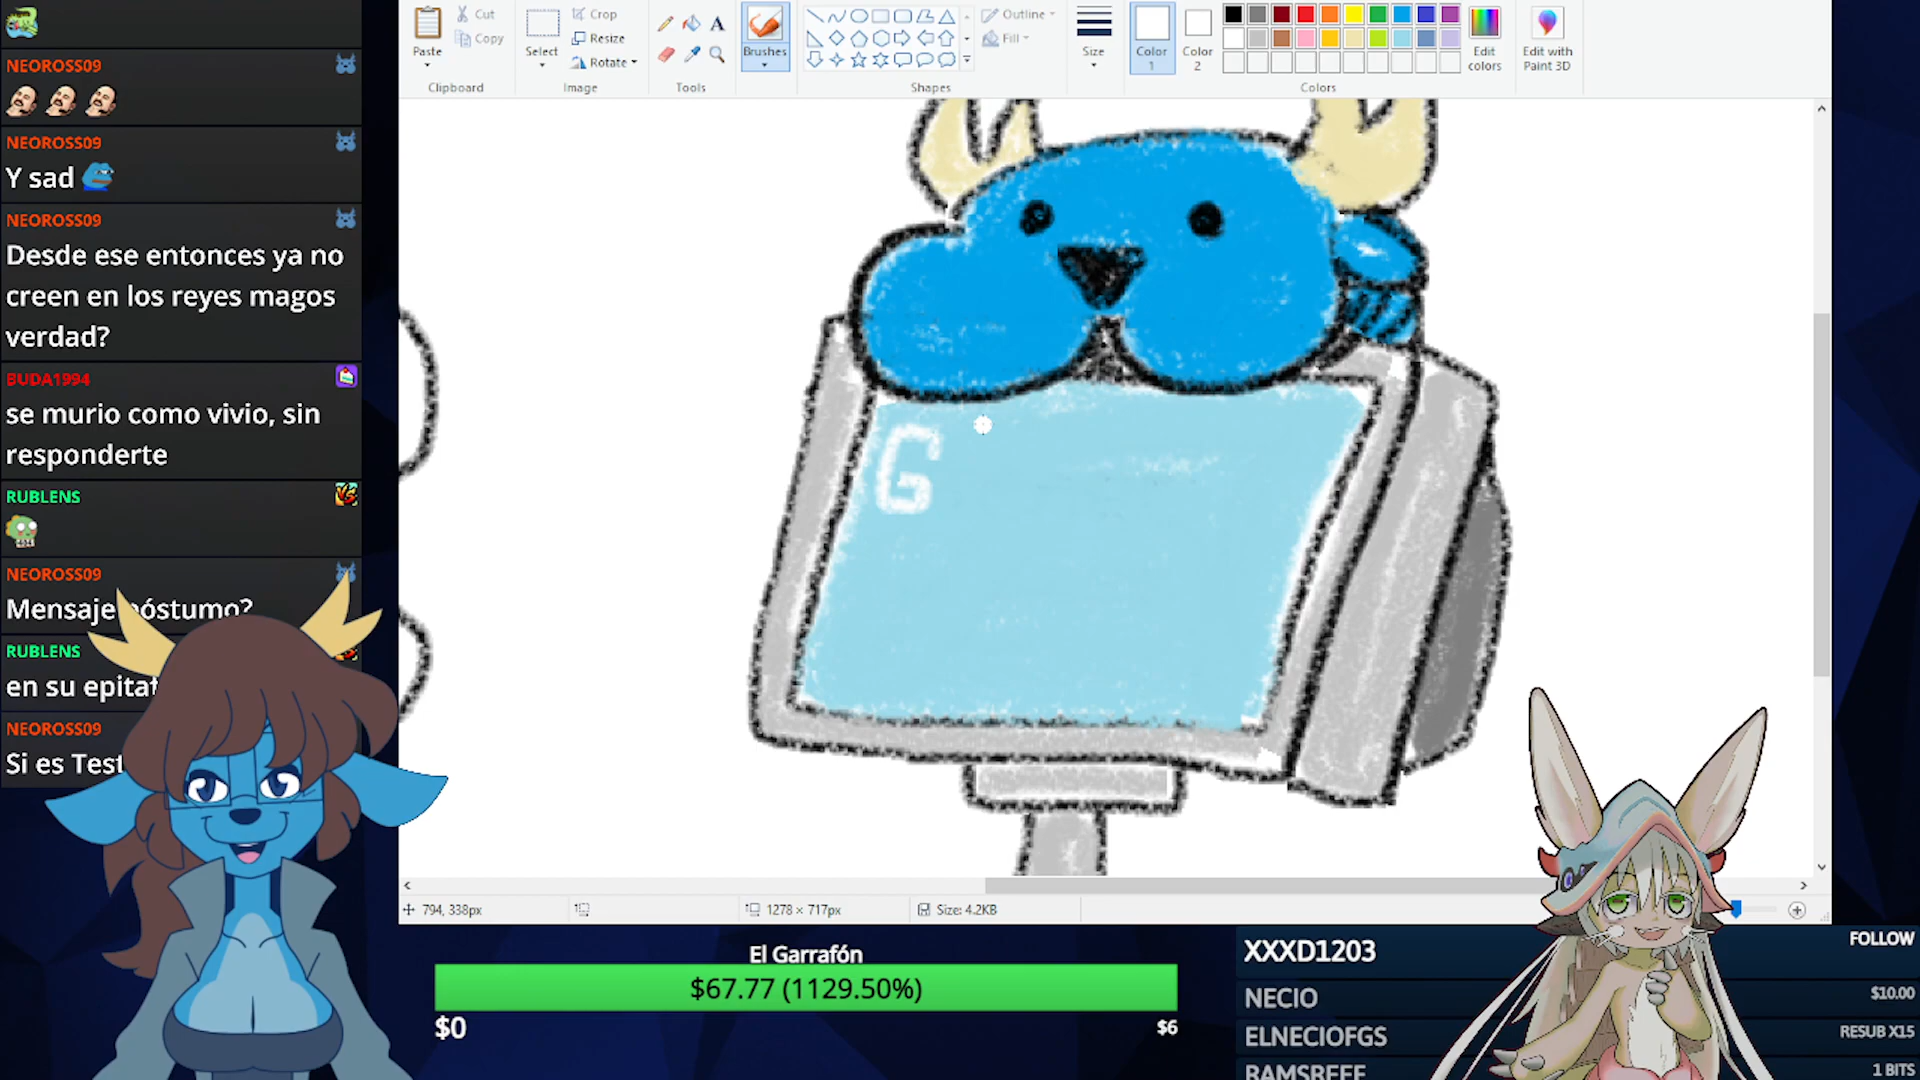 NEOROSS09
NEOROSS09
Y sad
NEOROSS09
Desde ese entonces ya no
creen en los reyes magos
verdad?
BUDA1994
se murio como vivio, sin
responderte
RUBLENS
NEOROSS09
Mensaje póstumo?
RUBLENS
en su epitaf
NEOROSS09
Si es Test
Paste
Cut
Copy
Clipboard
Select
Crop
Resize
Rotate
Image
A
Tools
Brushes
Outline
Fill
Shapes
Size
Color
1
Color
2
Edit
colors
Edit with
Paint 3D
Colors
G
794, 338px
1278 × 717px
Size: 4.2KB
El Garrafón
$67.77 (1129.50%)
$0
$6
XXXD1203
FOLLOW
NECIO
$10.00
ELNECIOFGS
RESUB X15
RAMSREEE
1 BITS